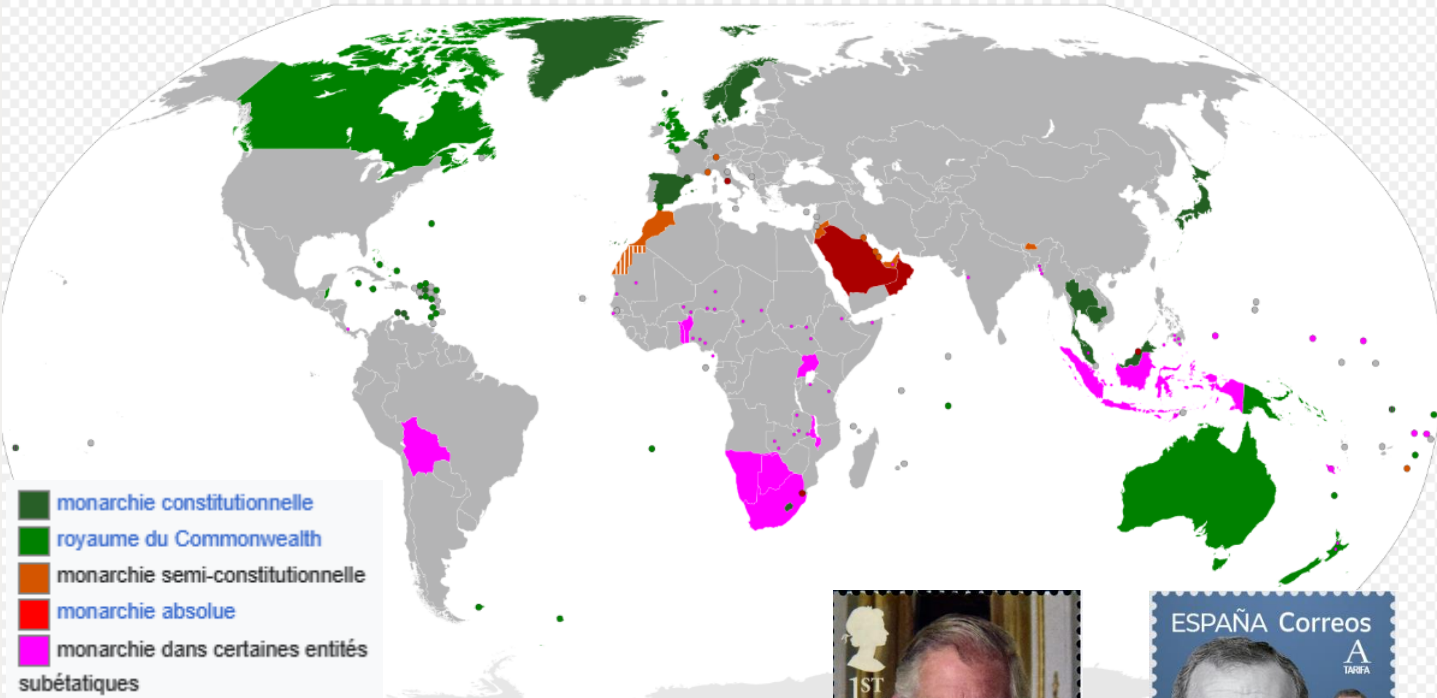 monarchie constitutionnelle
royaume du Commonwealth
monarchie semi-constitutionnelle
monarchie absolue
monarchie dans certaines entités
subétatiques
1ST
ESPAÑA Correos
A
TARIFA